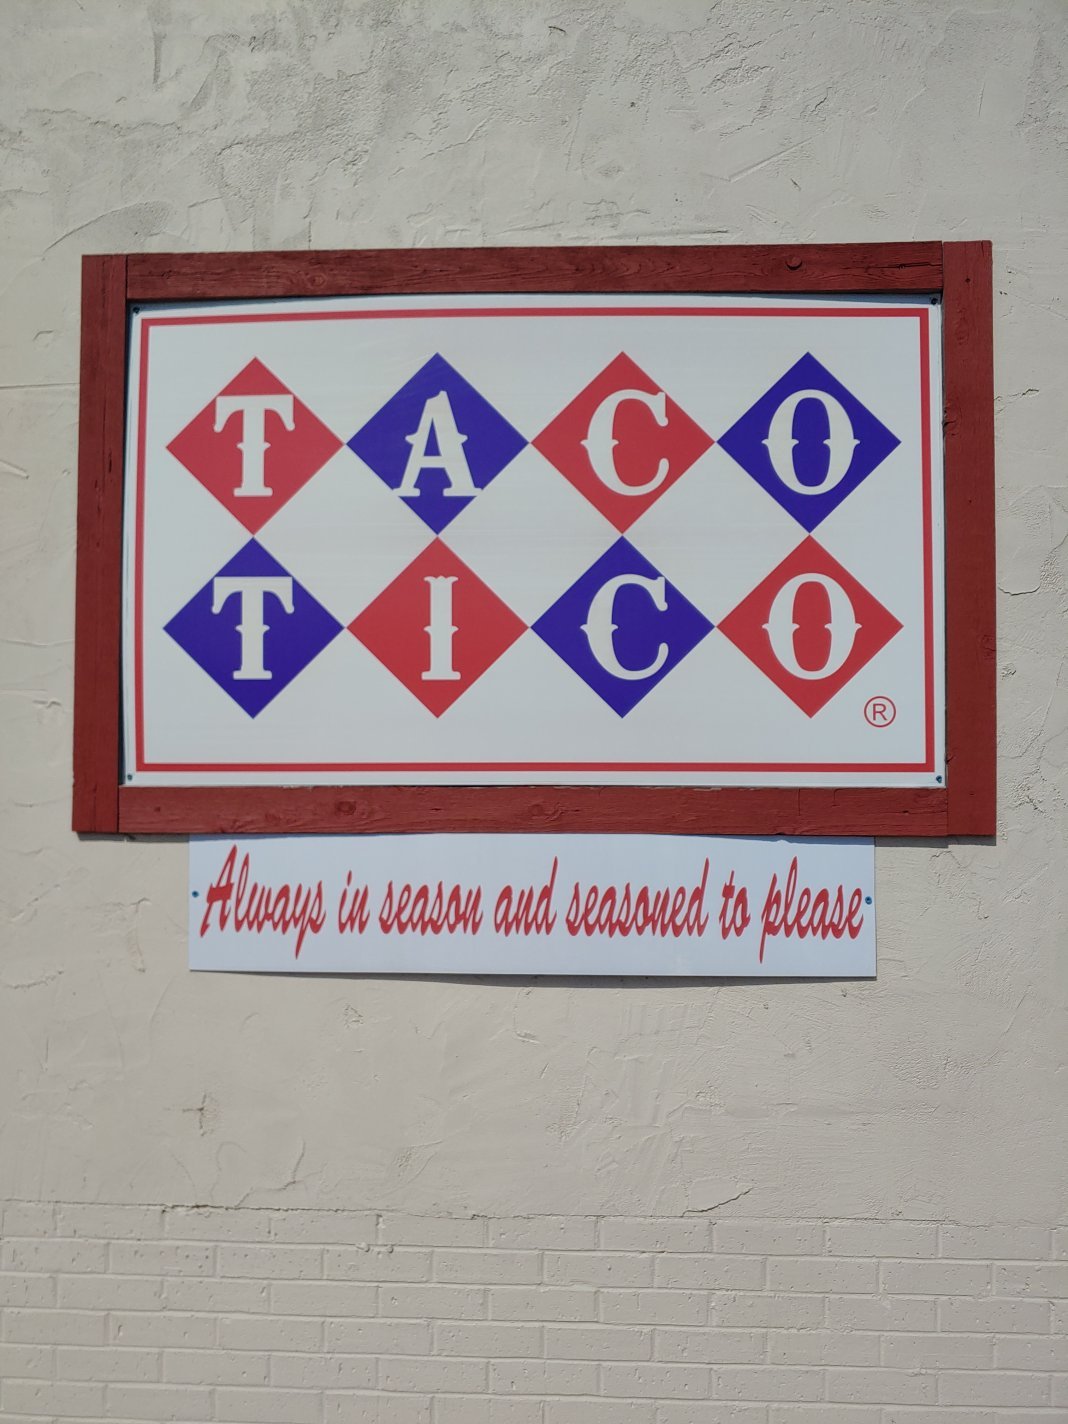 TACO
TICO
®
Always in season and seasoned to please